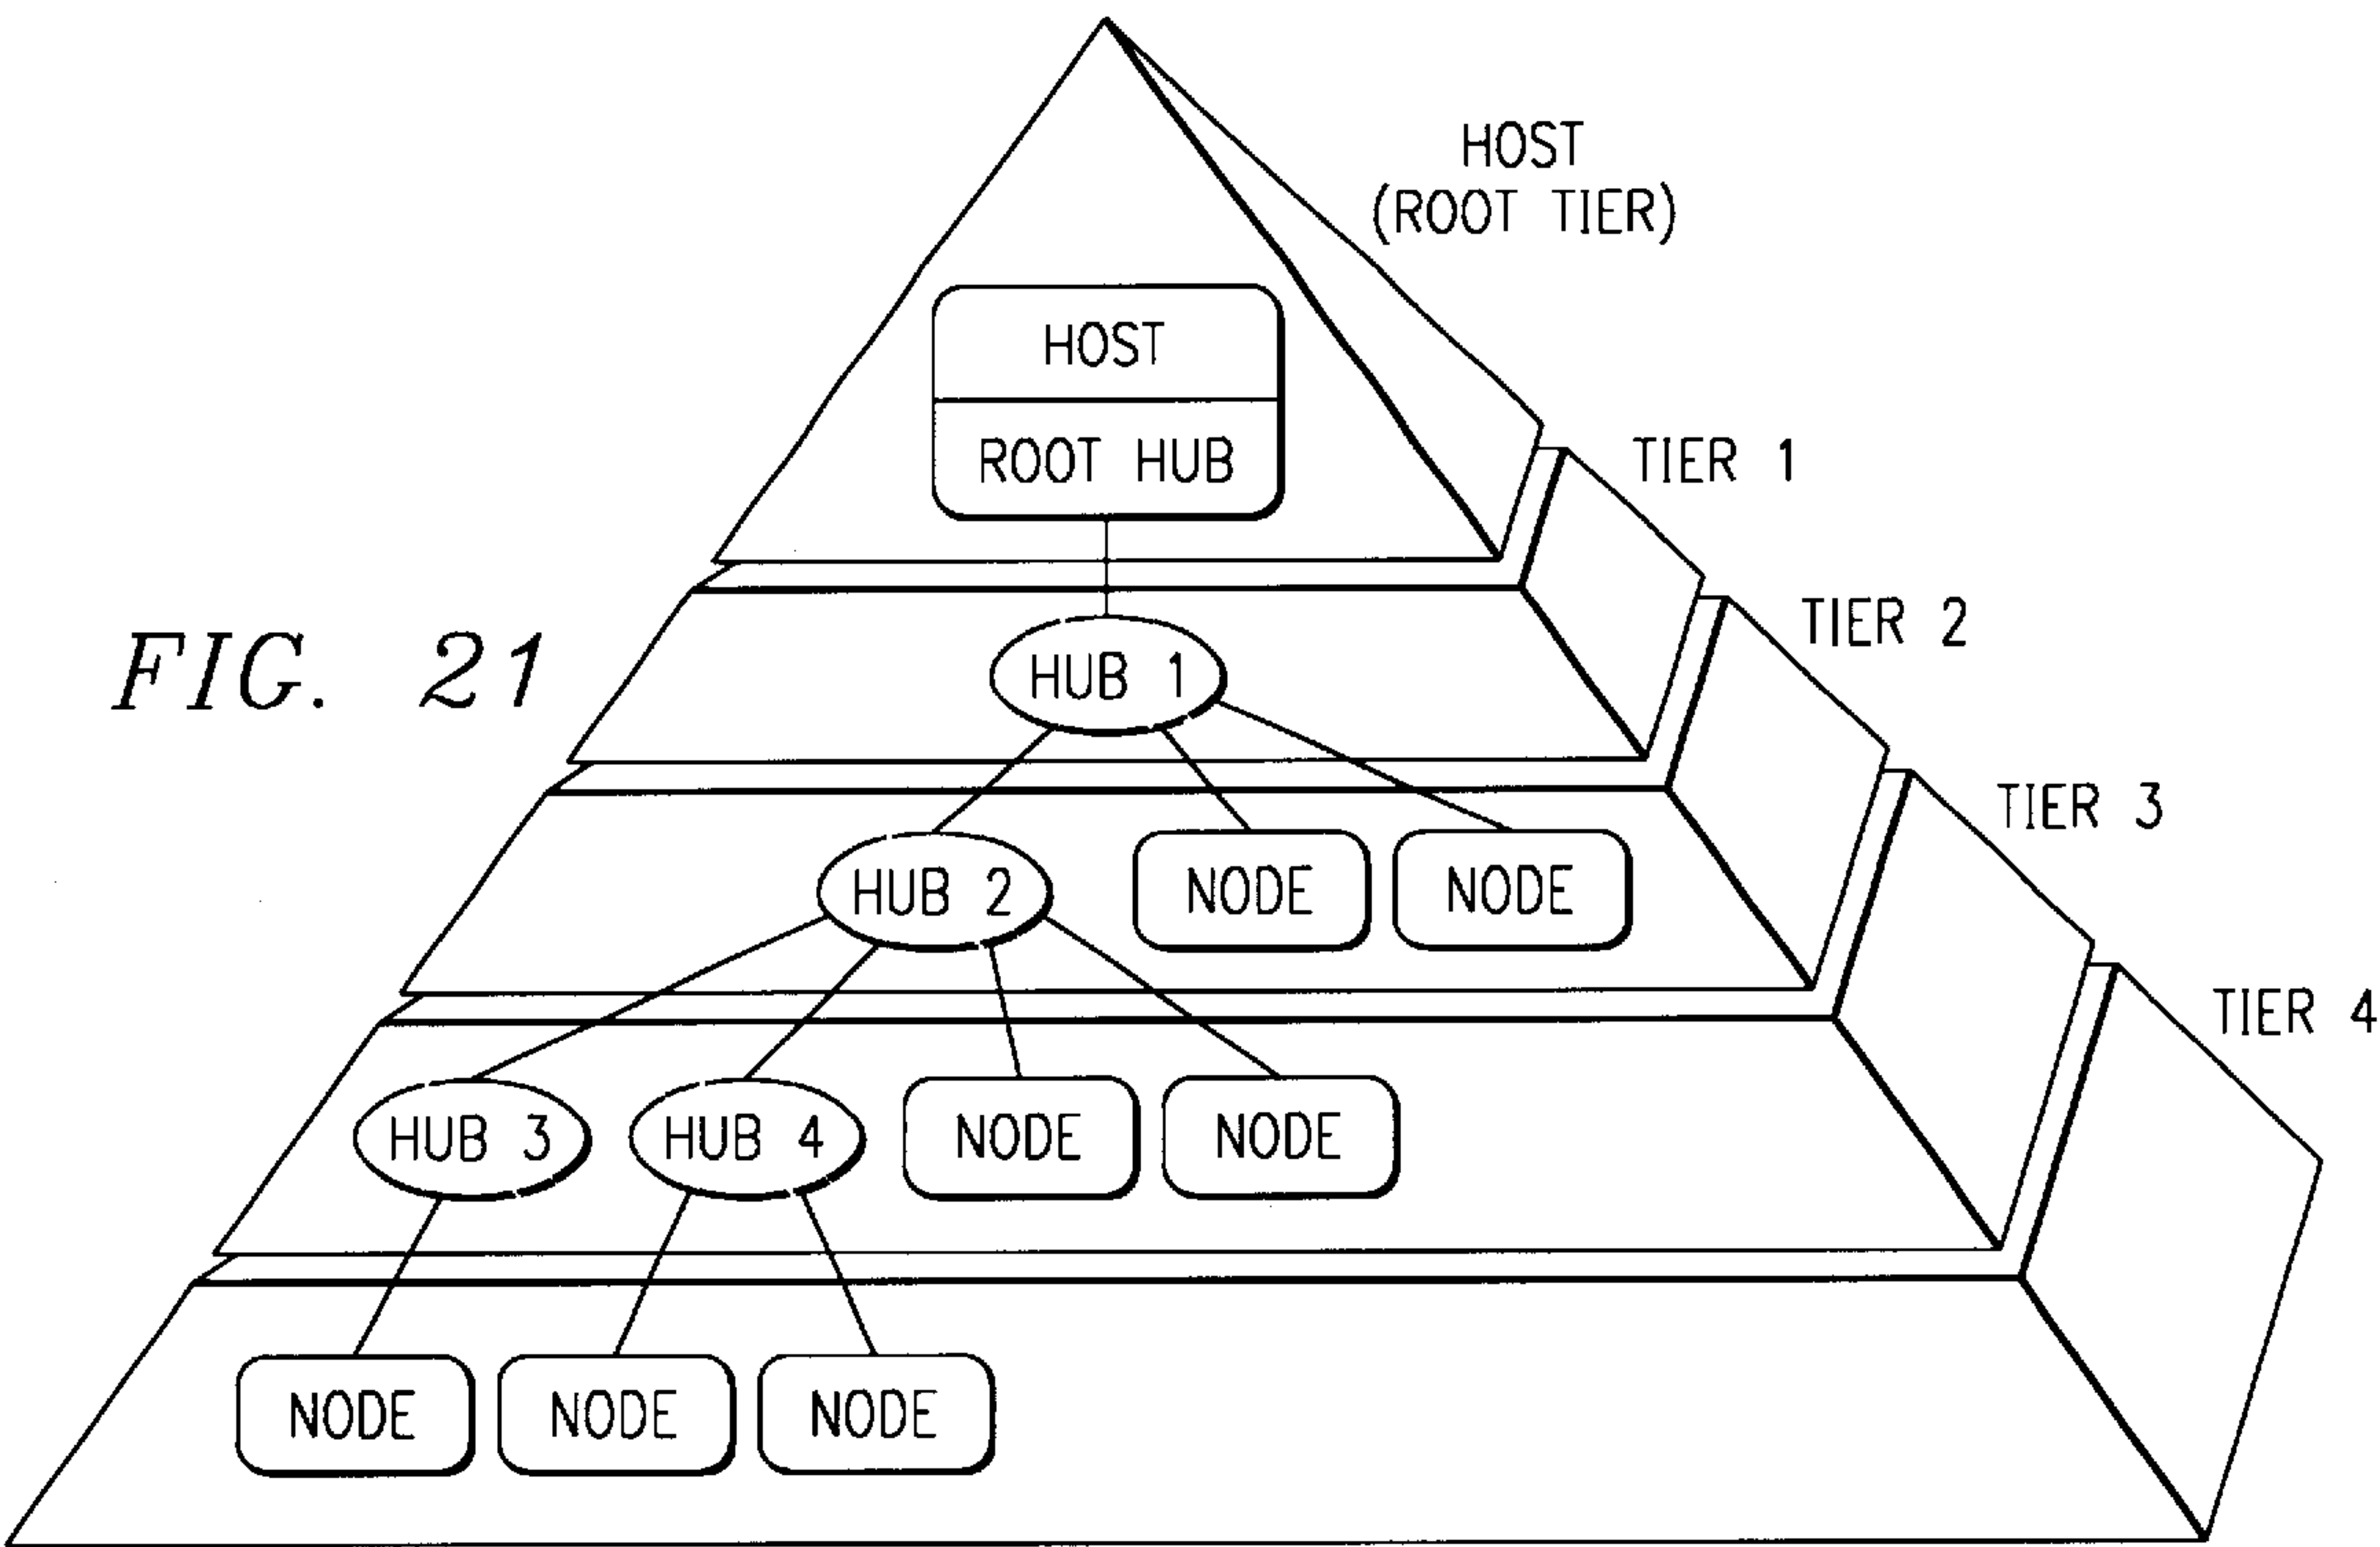 HOST
(ROOT TIER)
HOST
ROOT HUB
TIER 1
TIER 2
FIG. 21
HUB 1
TIER 3
HUB 2
NODE
NODE
TIER 4
HUB 3
HUB 4
NODE
NODE
NODE
NODE
NODE